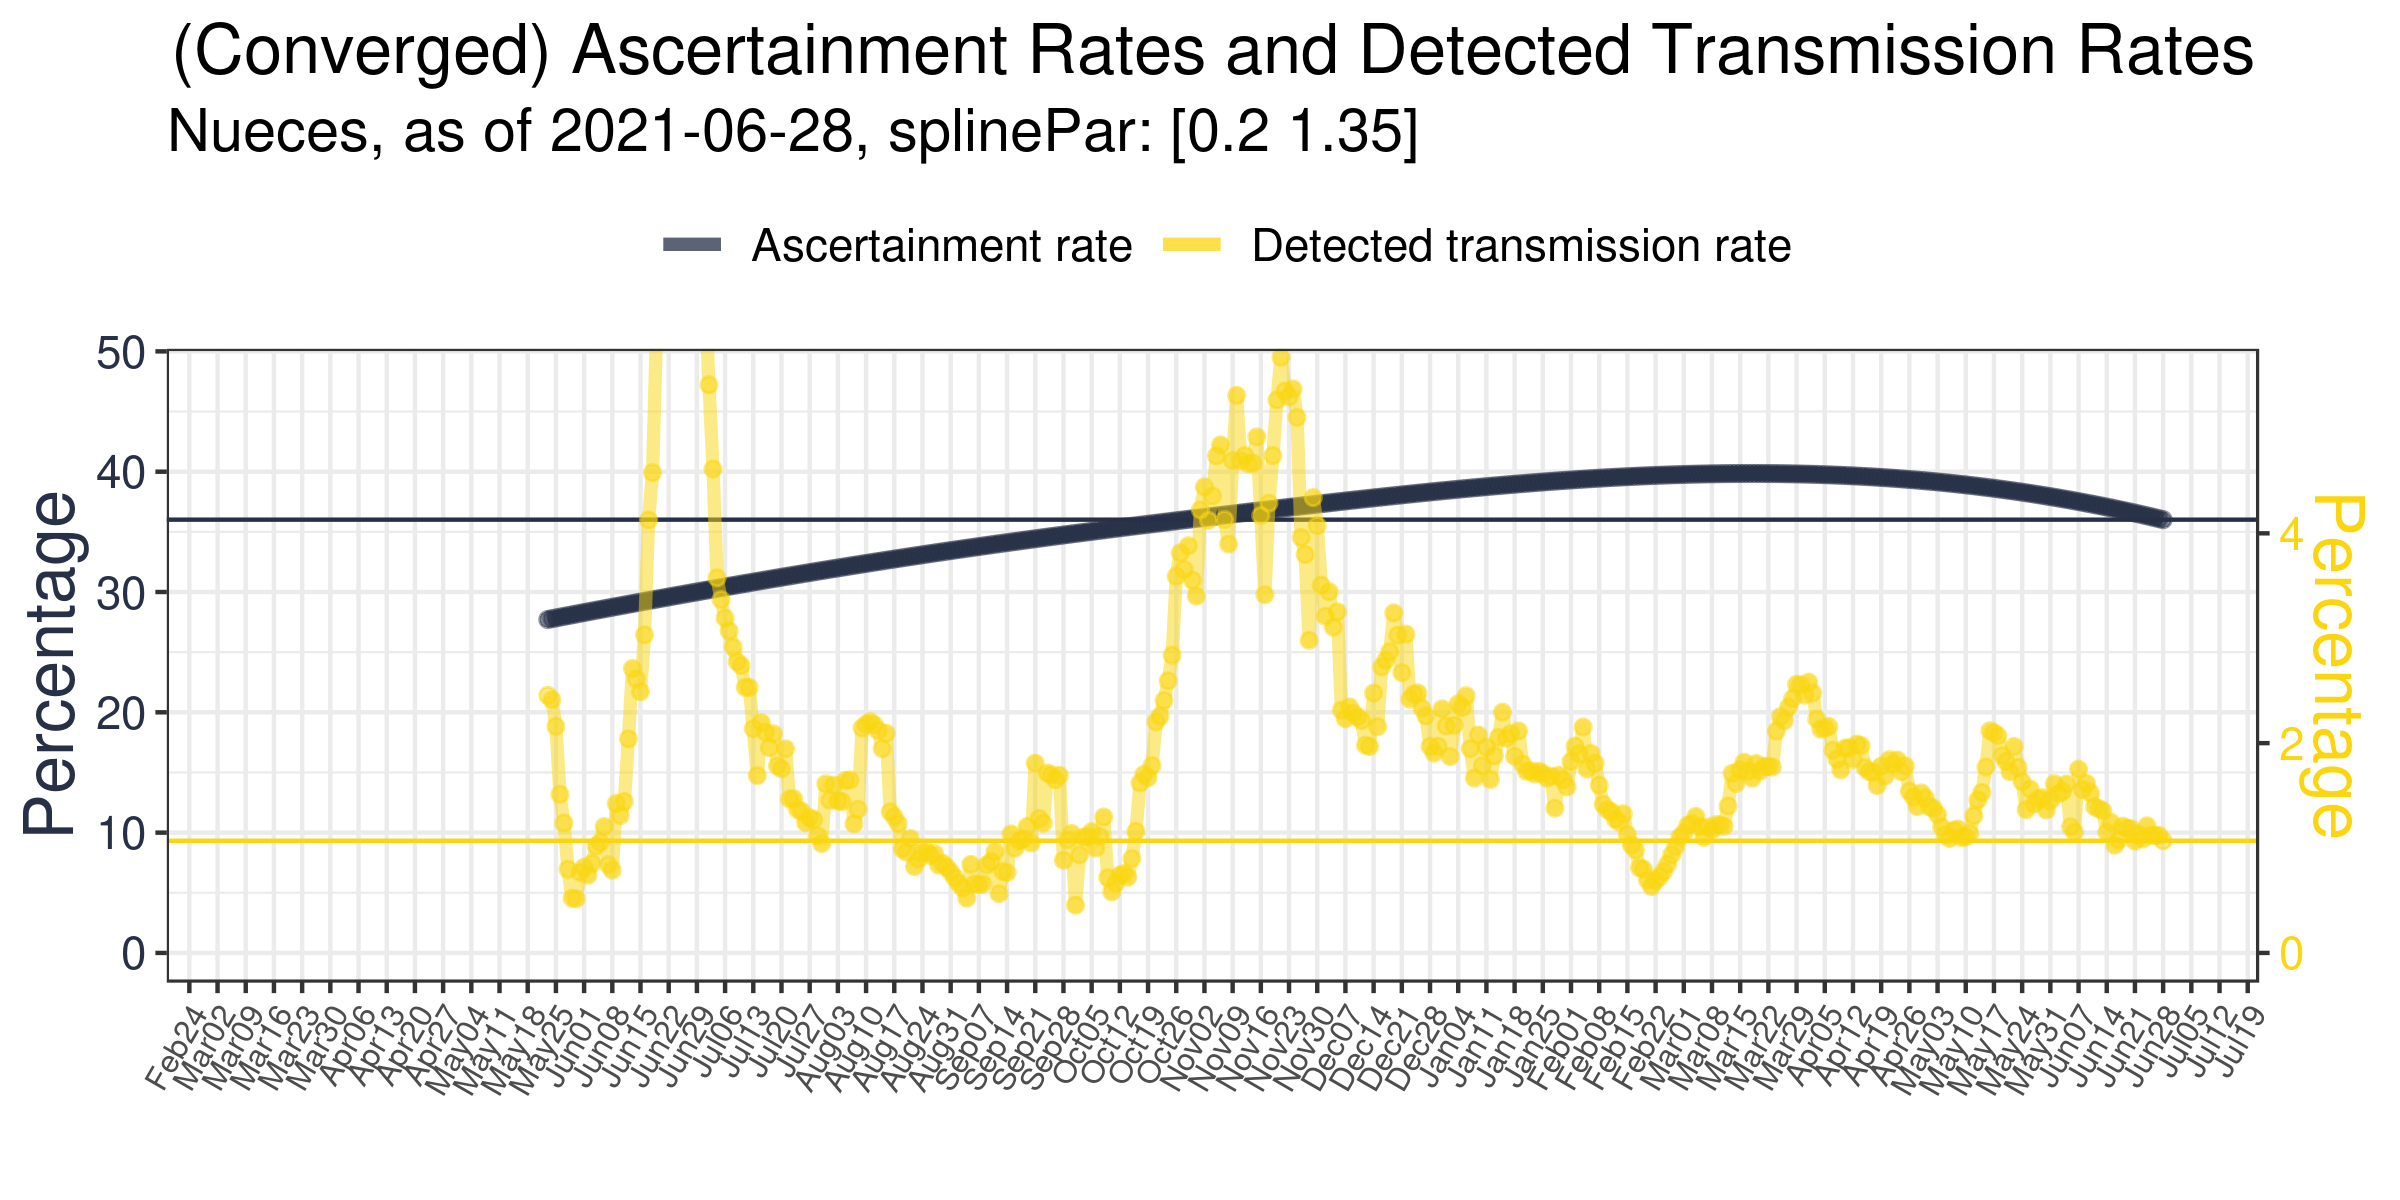 (Converged) Ascertainment Rates and Detected Transmission Rates
Nueces, as of 2021-06-28, splinePar: [0.2 1.35]
Ascertainment rate
Detected transmission rate
Percentage
50
40
30
20
10
0
4
2
0
Percentage
Feb24
Mar02
Mar09
Mar16
Mar23
Mar30
Apr06
Apr13
Apr20
Apr27
May04
May11
May18
May25
Jun01
Jun08
Jun15
Jun22
Jun29
Jul06
Jul13
Jul20
Jul27
Aug03
Aug10
Aug17
Aug24
Aug31
Sep07
Sep14
Sep21
Sep28
Oct05
Oct12
Oct19
Oct26
Nov02
Nov09
Nov16
Nov23
Nov30
Dec07
Dec14
Dec21
Dec28
Jan04
Jan11
Jan18
Jan25
Feb01
Feb08
Feb15
Feb22
Mar01
Mar08
Mar15
Mar22
Mar29
Apr05
Apr12
Apr19
Apr26
May03
May10
May17
May24
May31
Jun07
Jun14
Jun21
Jun28
Jul05
Jul12
Jul19